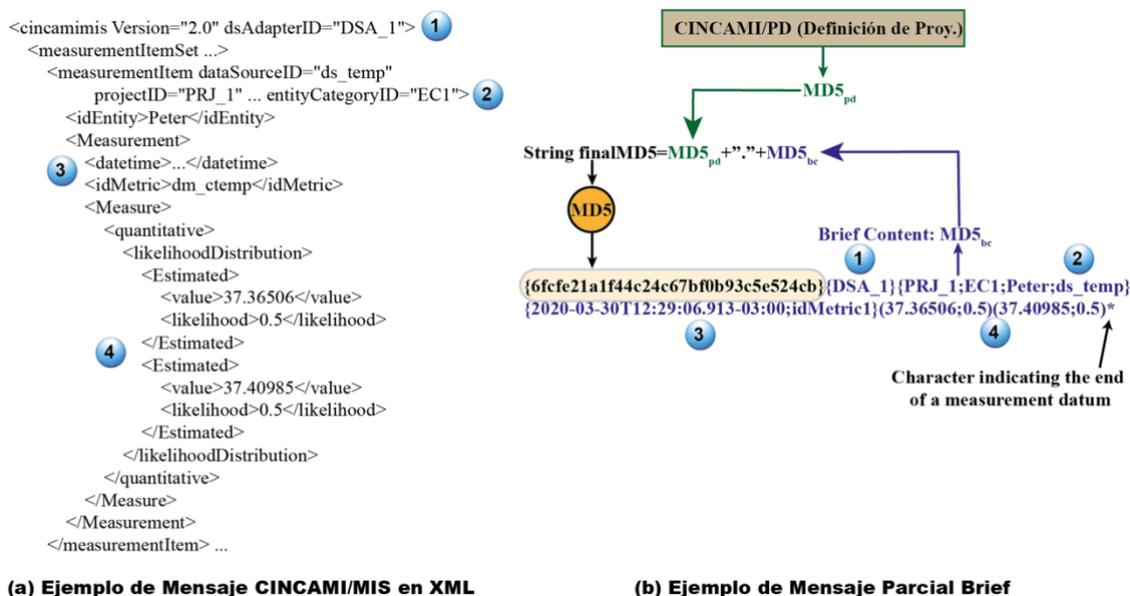 <cincamimis Version="2.0" dsAdapterID="DSA_1"> 1
<measurementItemSet ...>
<measurementItem dataSourceID="ds_temp"
projectID="PRJ_1" ... entityCategoryID="EC1"> 2
<idEntity>Peter</idEntity>
<Measurement>
3 <datetime>...</datetime>
<idMetric>dm_ctemp</idMetric>
<Measure>
<quantitative>
<likelihoodDistribution>
<Estimated>
<value>37.36506</value>
<likelihood>0.5</likelihood>
</Estimated>
4 <Estimated>
<value>37.40985</value>
<likelihood>0.5</likelihood>
</Estimated>
</likelihoodDistribution>
</quantitative>
</Measure>
</Measurement>
</measurementItem> ...
(a) Ejemplo de Mensaje CINCAMI/MIS en XML
CINCAMI/PD (Definición de Proy.)
MD5pd
String finalMD5=MD5pd+”.”+MD5bc
MD5
Brief Content: MD5bc
1 2
{6fcfe21a1f44c24c67bf0b93c5e524cb}{DSA_1}{PRJ_1;EC1;Peter;ds_temp}
{2020-03-30T12:29:06.913-03:00;idMetric1}(37.36506;0.5)(37.40985;0.5)*
3 4
Character indicating the end
of a measurement datum
(b) Ejemplo de Mensaje Parcial Brief